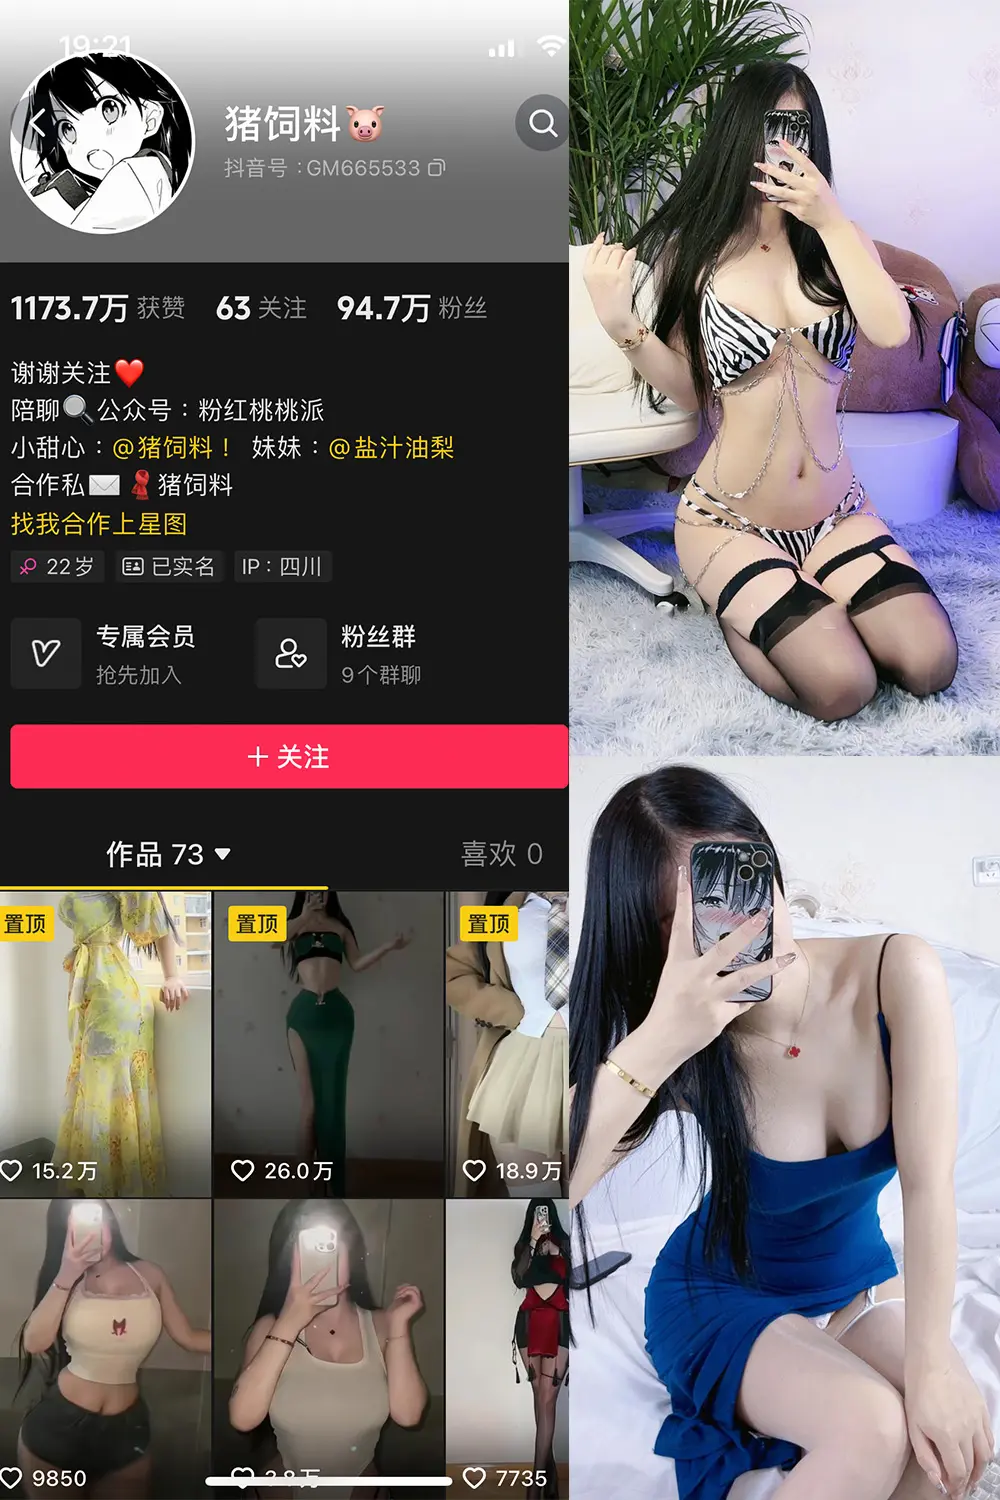 19:21
猪饲料🐷
抖音号：GM665533
1173.7万 获赞 63 关注 94.7万 粉丝
谢谢关注❤️
陪聊🔍公众号：粉红桃桃派
小甜心：@猪饲料！ 妹妹：@盐汁油梨
合作私✉️🧣猪饲料
找我合作上星图
22岁 已实名 IP：四川
专属会员 粉丝群
抢先加入 9个群聊
＋关注
作品 73 喜欢 0
置顶 置顶 置顶
15.2万 26.0万 18.9万
9850 3.8万 7735